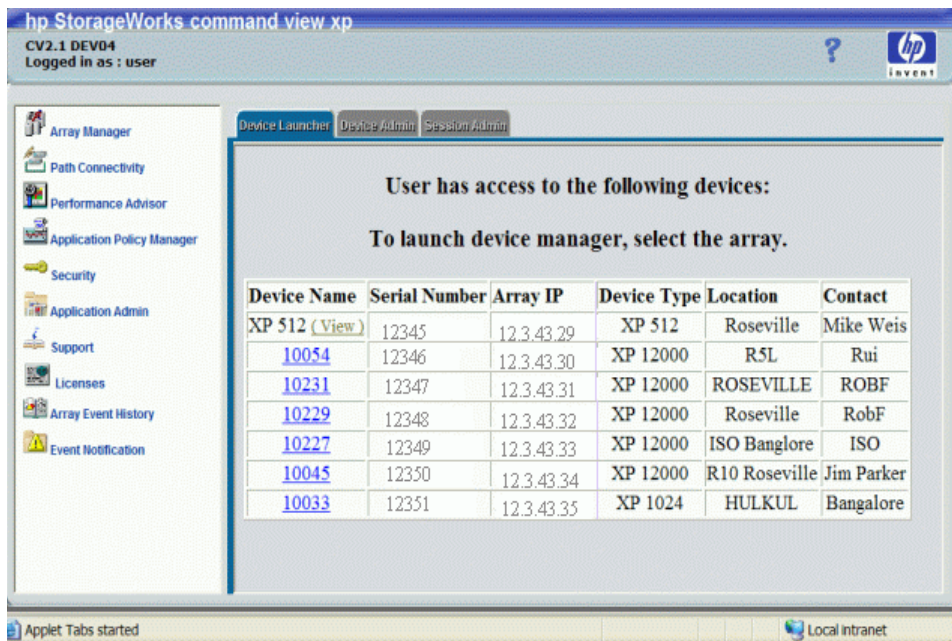 hp StorageWorks command view xp
CV2.1 DEV04
Logged in as : user
?
hp
invent
Array Manager
Path Connectivity
Performance Advisor
Application Policy Manager
Security
Application Admin
Support
Licenses
Array Event History
Event Notification
Device Launcher Device Admin Session Admin
User has access to the following devices:
To launch device manager, select the array.
Device Name Serial Number Array IP Device Type Location Contact
XP 512 ( View ) 12345 12.3.43.29 XP 512 Roseville Mike Weis
10054 12346 12.3.43.30 XP 12000 R5L Rui
10231 12347 12.3.43.31 XP 12000 ROSEVILLE ROBF
10229 12348 12.3.43.32 XP 12000 Roseville RobF
10227 12349 12.3.43.33 XP 12000 ISO Banglore ISO
10045 12350 12.3.43.34 XP 12000 R10 Roseville Jim Parker
10033 12351 12.3.43.35 XP 1024 HULKUL Bangalore
Applet Tabs started
Local intranet